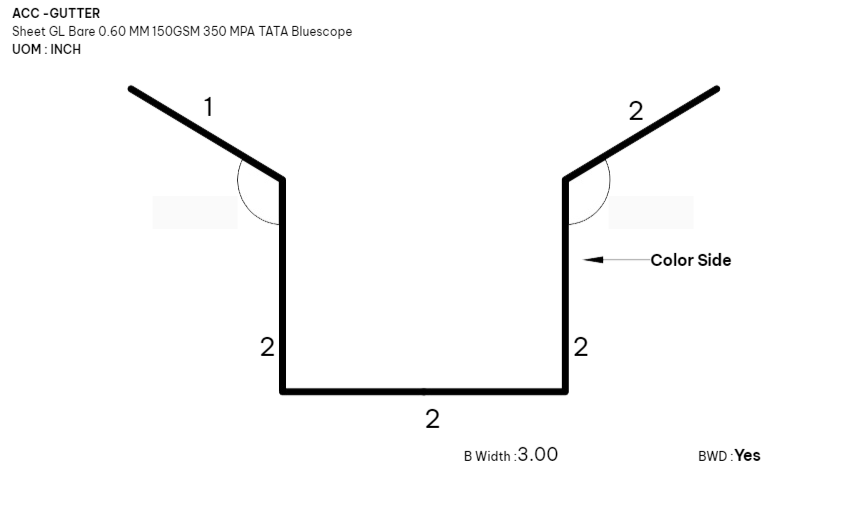 ACC -GUTTER
Sheet GL Bare 0.60 MM 150GSM 350 MPA TATA Bluescope
UOM : INCH
1
2
Color Side
2
2
2
B Width :3.00
BWD :Yes